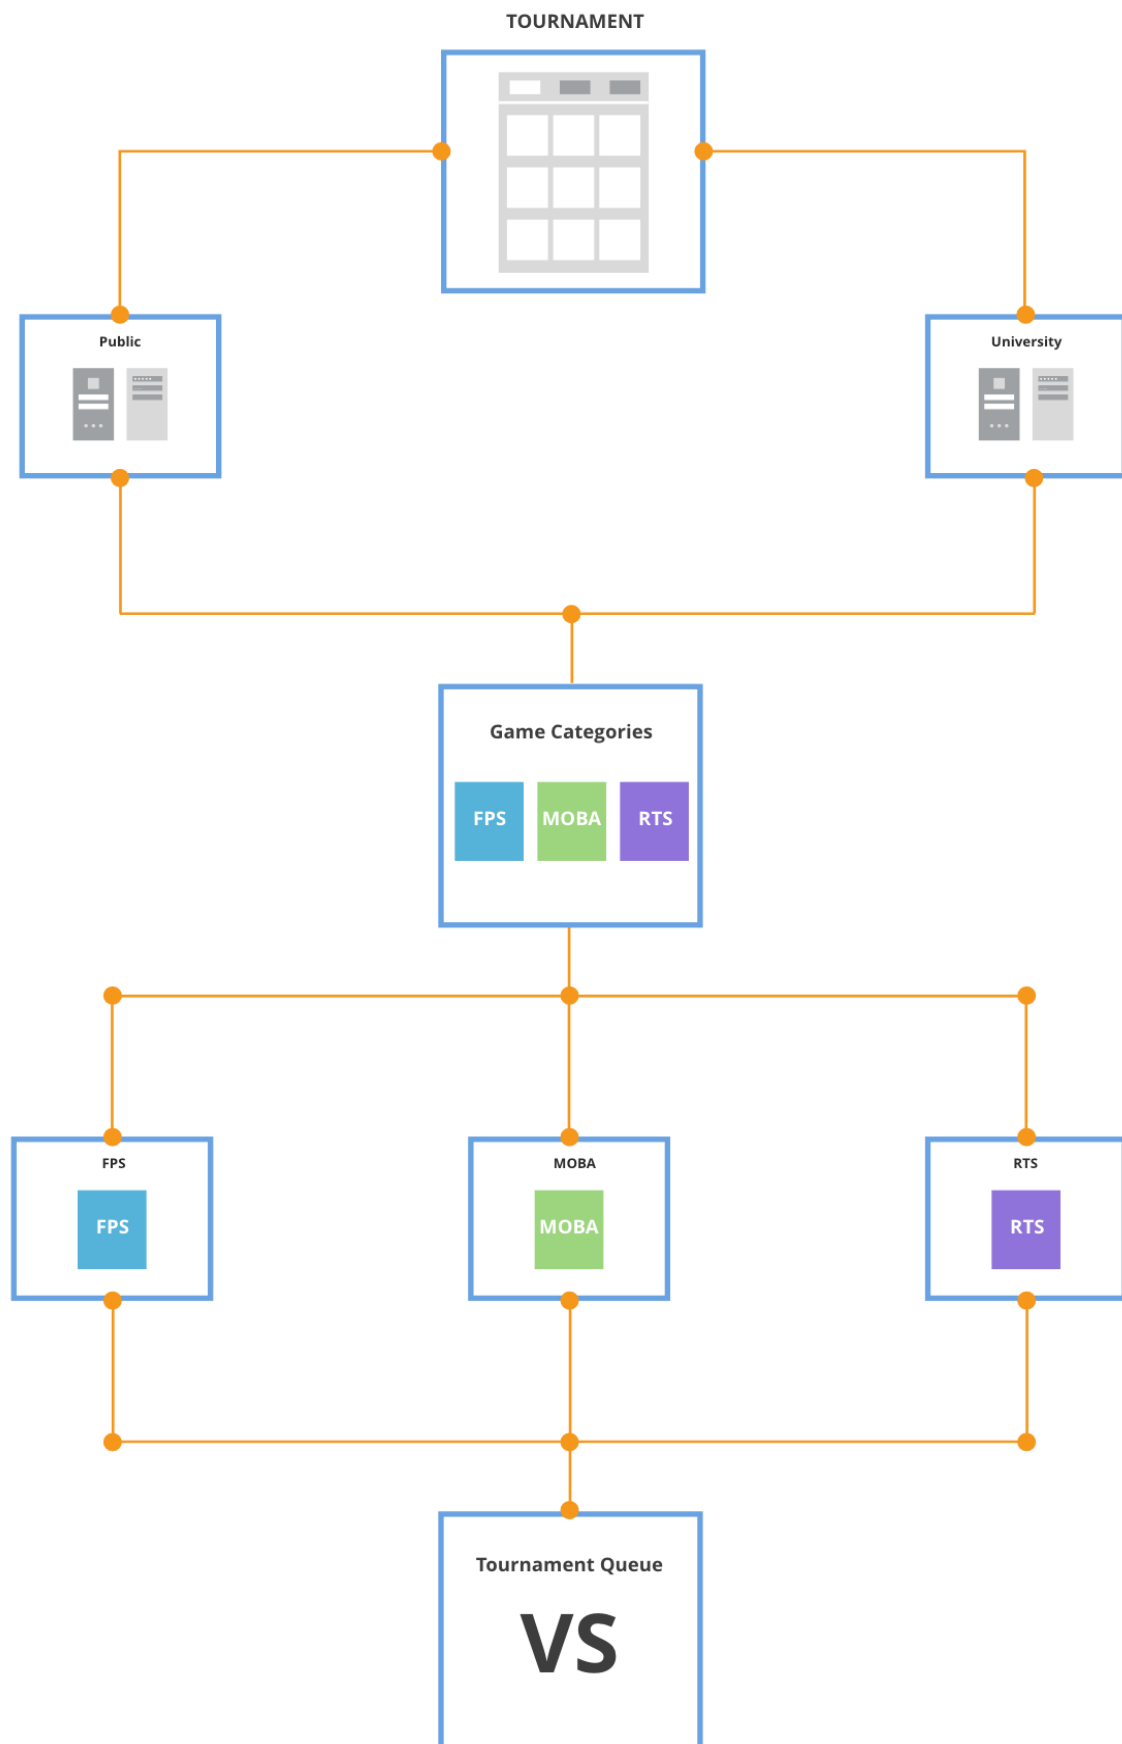 TOURNAMENT
Public
University
Game Categories
FPS
MOBA
RTS
FPS
MOBA
RTS
FPS
MOBA
RTS
Tournament Queue
VS